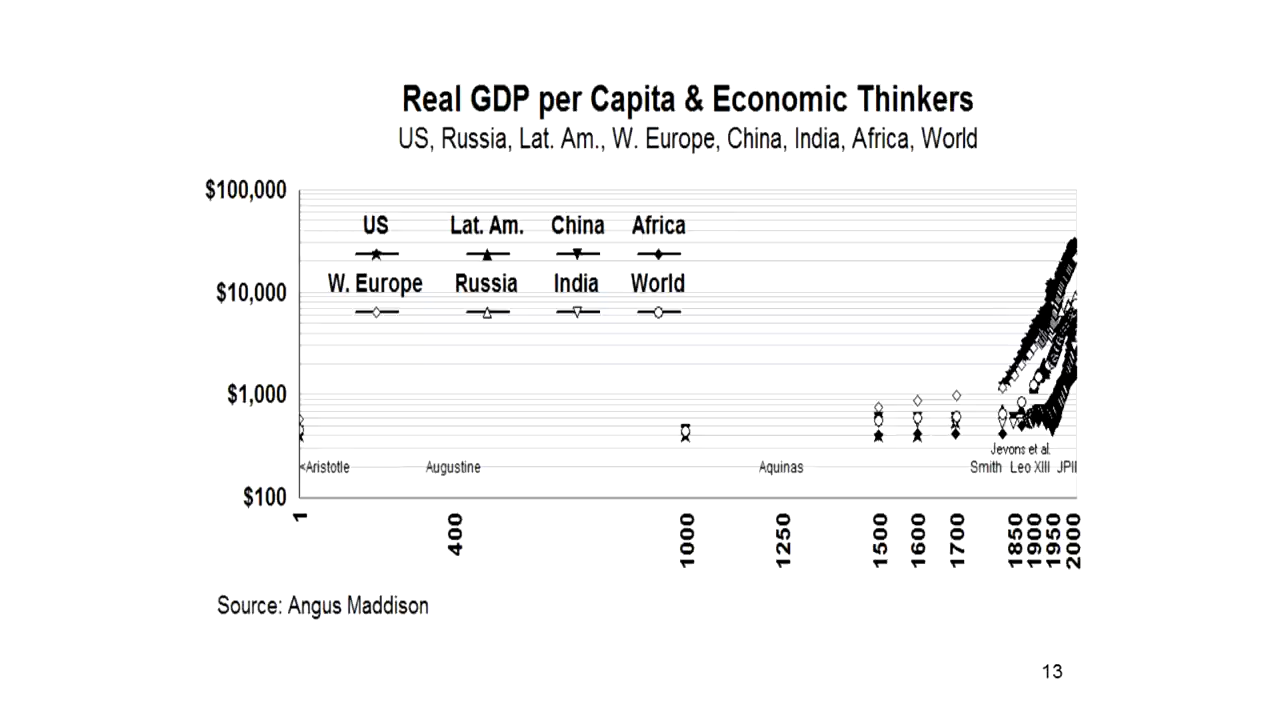 Real GDP per Capita & Economic Thinkers
US, Russia, Lat. Am., W. Europe, China, India, Africa, World
$100,000
US Lat. Am. China Africa
W. Europe Russia India World
$10,000
$1,000
Jevons et al.
<Aristotle Augustine Aquinas Smith Leo XIII JPII
$100
1 400 1000 1250 1500 1600 1700 1850 1900 1950 2000
Source: Angus Maddison
13